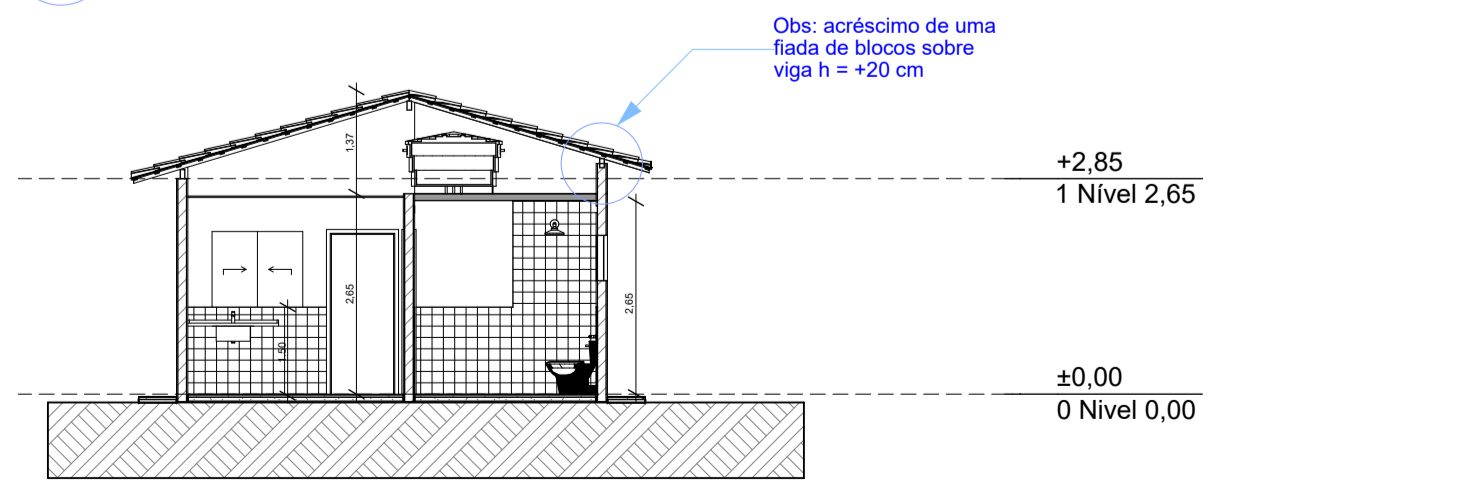 Obs: acréscimo de uma
fiada de blocos sobre
viga h = +20 cm
1,37
+2,85
1 Nível 2,65
2,65
2,65
1,50
±0,00
0 Nivel 0,00